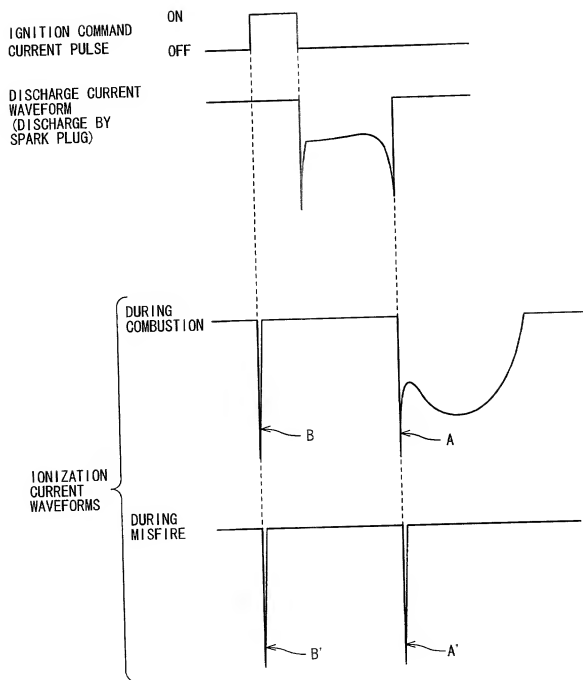 IGNITION COMMAND
CURRENT PULSE
ON
OFF
DISCHARGE CURRENT
WAVEFORM
(DISCHARGE BY
SPARK PLUG)
IONIZATION
CURRENT
WAVEFORMS
DURING
COMBUSTION
B
A
DURING
MISFIRE
B'
A'